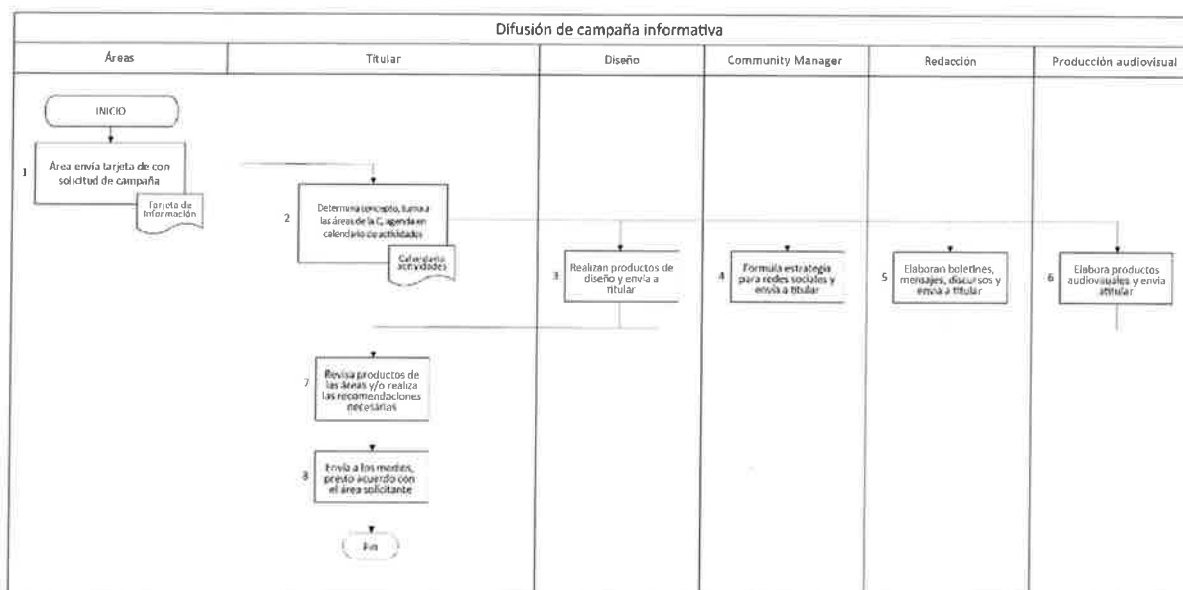 Difusión de campaña informativa
Áreas
Titular
Diseño
Community Manager
Redacción
Producción audiovisual
INICIO
1
Área envía tarjeta de con
solicitud de campaña
Tarjeta de
Información
2
Determina concepto, turna a
las áreas de la C, agenda en
calendario de actividades
Calendario
actividades
3
Realizan productos de
diseño y envía a
titular
4
Formula estrategia
para redes sociales y
envía a titular
5
Elaboran boletines,
mensajes, discursos y
envía a titular
6
Elabora productos
audiovisuales y envía
atitular
7
Revisa productos de
las áreas y/o realiza
las recomendaciones
necesarias
8
Envía a los medios,
previo acuerdo con
el área solicitante
Fin